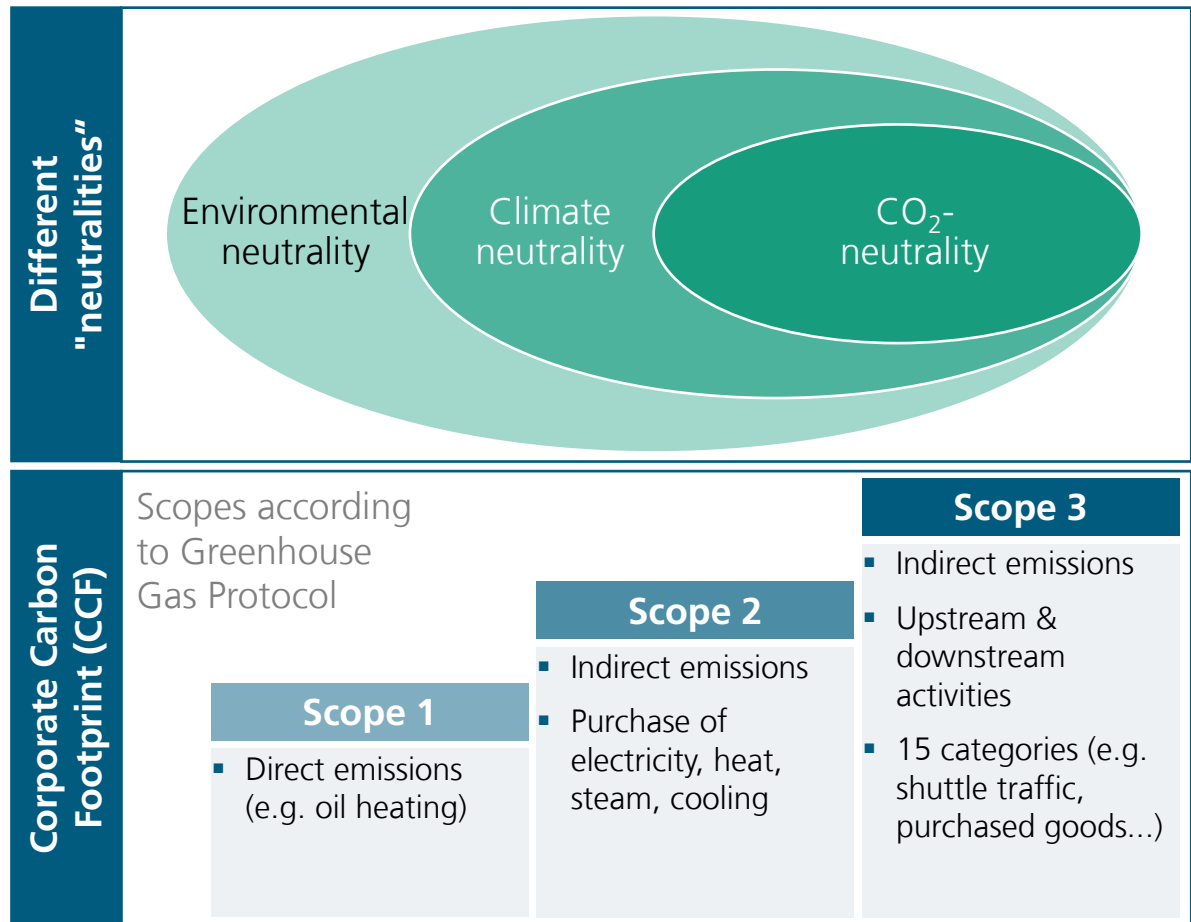 Different
"neutralities“
Environmental
neutrality
Climate
neutrality
CO₂-
neutrality
Corporate Carbon
Footprint (CCF)
Scopes according
to Greenhouse
Gas Protocol
Scope 1
▪ Direct emissions
(e.g. oil heating)
Scope 2
▪ Indirect emissions
▪ Purchase of
electricity, heat,
steam, cooling
Scope 3
▪ Indirect emissions
▪ Upstream &
downstream
activities
▪ 15 categories (e.g.
shuttle traffic,
purchased goods...)